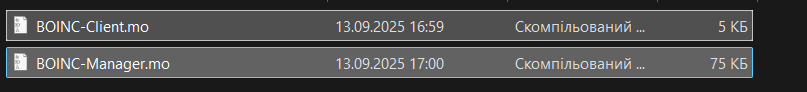 BOINC-Client.mo 13.09.2025 16:59 Скомпільований ... 5 КБ
BOINC-Manager.mo 13.09.2025 17:00 Скомпільований ... 75 КБ